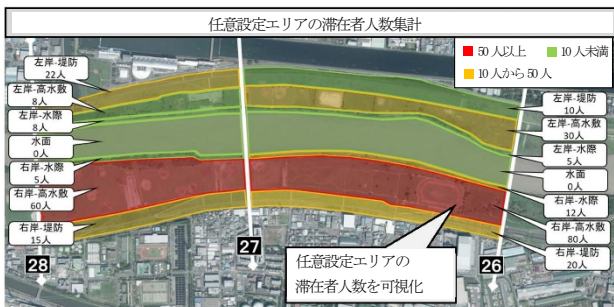 任意設定エリアの滞在者人数集計
50人以上
10人未満
10人から50人
左岸-堤防
22人
左岸-高水敷
8人
左岸-水際
8人
水面
0人
右岸-水際
5人
右岸-高水敷
60人
右岸-堤防
15人
左岸-堤防
10人
左岸-高水敷
30人
左岸-水際
5人
水面
0人
右岸-水際
12人
右岸-高水敷
80人
右岸-堤防
20人
28
27
26
任意設定エリアの
滞在者人数を可視化